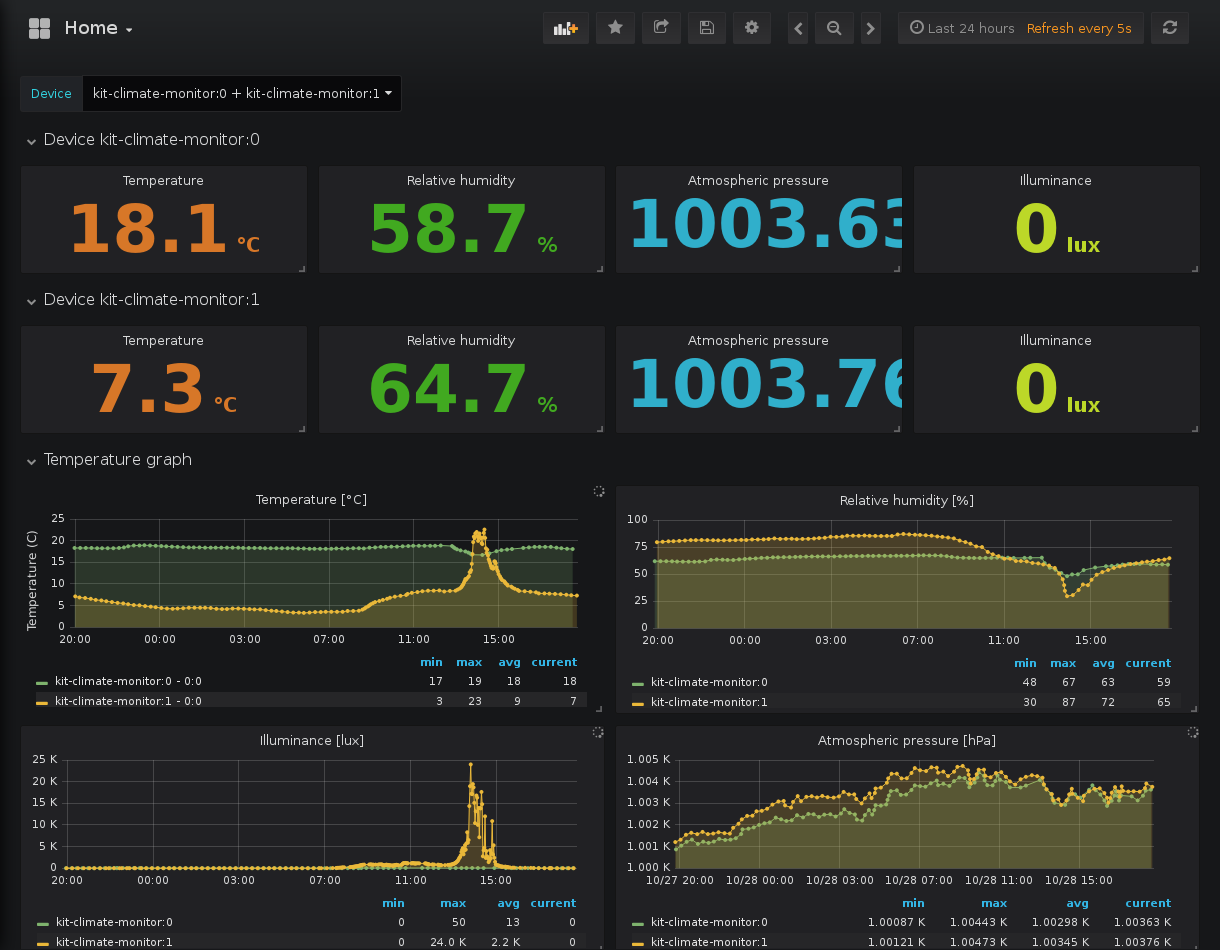 Home
Last 24 hours Refresh every 5s
Device kit-climate-monitor:0 + kit-climate-monitor:1
Device kit-climate-monitor:0
Temperature Relative humidity Atmospheric pressure Illuminance
18.1 °C 58.7 % 1003.63 0 lux
Device kit-climate-monitor:1
Temperature Relative humidity Atmospheric pressure Illuminance
7.3 °C 64.7 % 1003.76 0 lux
Temperature graph
Temperature [°C]
Temperature (C)
25
20
15
10
5
0
20:00 00:00 03:00 07:00 11:00 15:00
min max avg current
kit-climate-monitor:0 - 0:0 17 19 18 18
kit-climate-monitor:1 - 0:0 3 23 9 7
Relative humidity [%]
100
75
50
25
0
20:00 00:00 03:00 07:00 11:00 15:00
min max avg current
kit-climate-monitor:0 48 67 63 59
kit-climate-monitor:1 30 87 72 65
Illuminance [lux]
25 K
20 K
15 K
10 K
5 K
0
20:00 00:00 03:00 07:00 11:00 15:00
min max avg current
kit-climate-monitor:0 0 50 13 0
kit-climate-monitor:1 0 24.0 K 2.2 K 0
Atmospheric pressure [hPa]
1.005 K
1.004 K
1.003 K
1.002 K
1.001 K
1.000 K
10/27 20:00 10/28 00:00 10/28 03:00 10/28 07:00 10/28 11:00 10/28 15:00
min max avg current
kit-climate-monitor:0 1.00087 K 1.00443 K 1.00298 K 1.00363 K
kit-climate-monitor:1 1.00121 K 1.00473 K 1.00345 K 1.00376 K